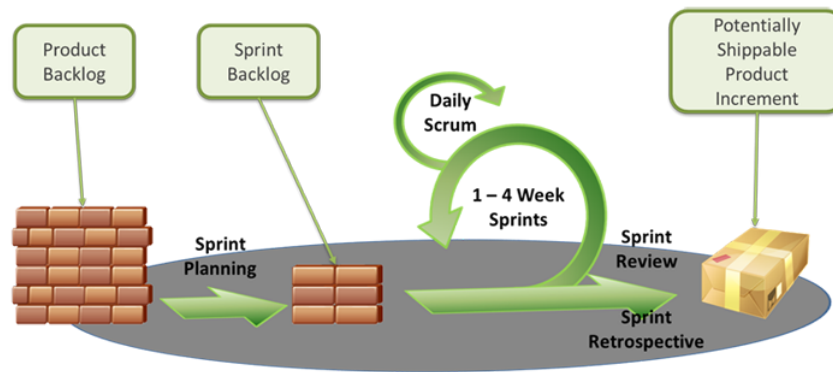 Product
Backlog
Sprint
Backlog
Potentially
Shippable
Product
Increment
Daily
Scrum
1 – 4 Week
Sprints
Sprint
Planning
Sprint
Review
Sprint
Retrospective